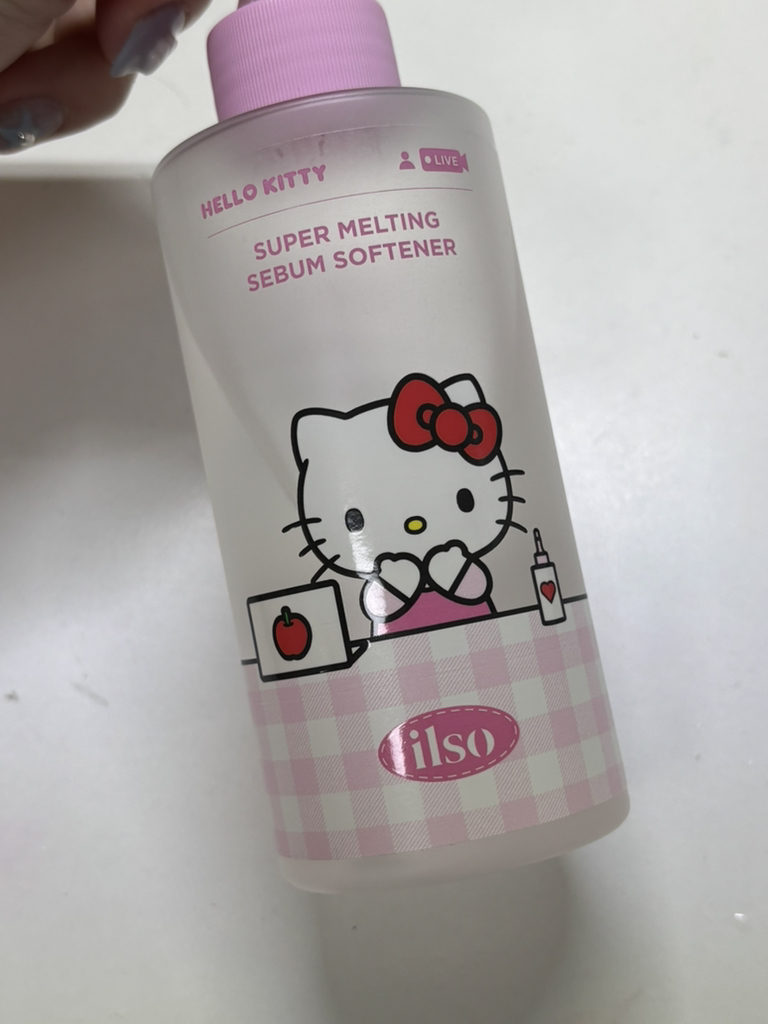 HELLO KITTY
LIVE
SUPER MELTING
SEBUM SOFTENER
ilso